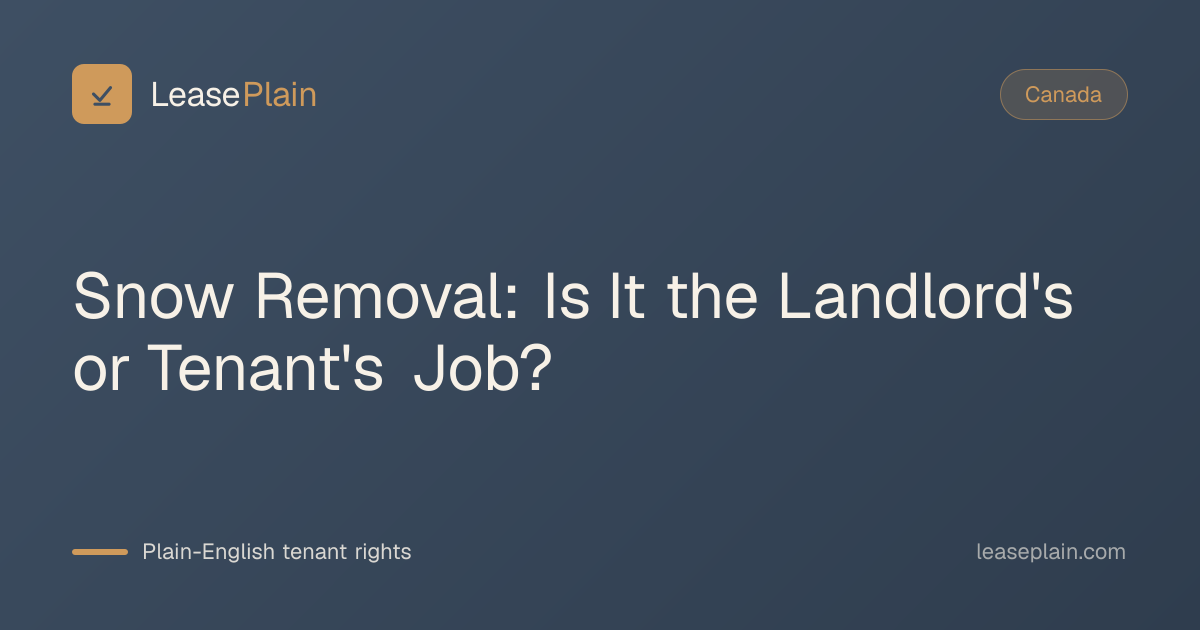 LeasePlain
Canada
Snow Removal: Is It the Landlord's
or Tenant's Job?
Plain-English tenant rights
leaseplain.com